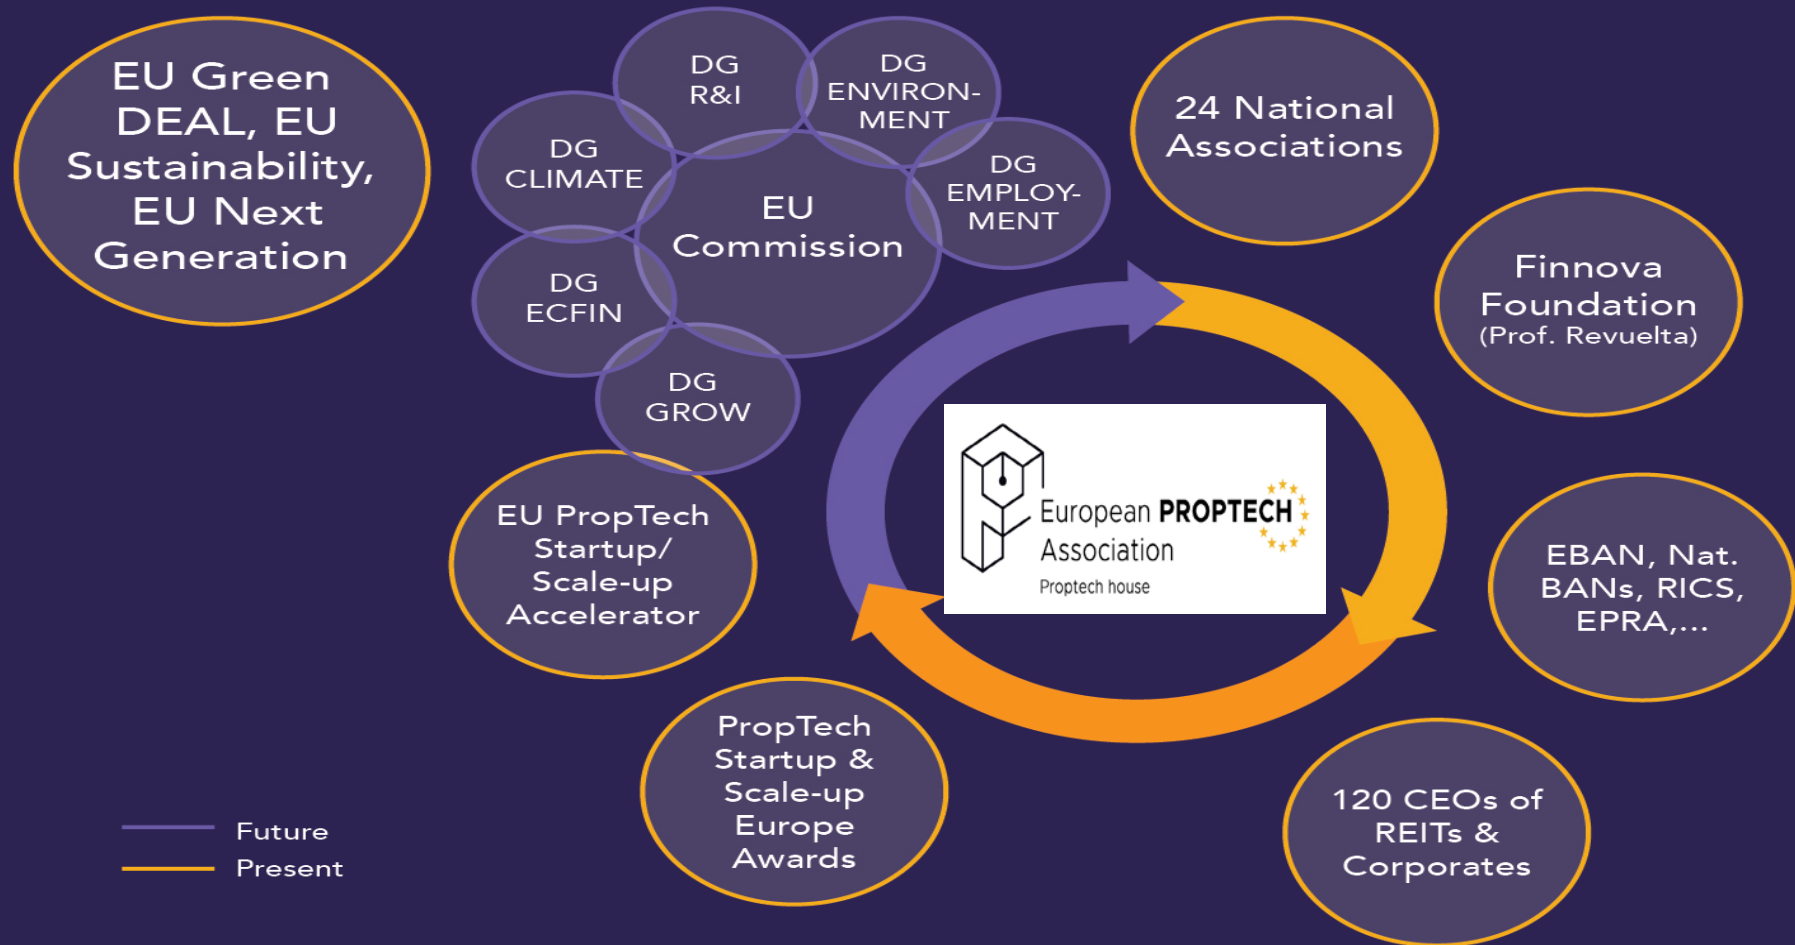 EU Green
DEAL, EU
Sustainability,
EU Next
Generation
DG
R&I
DG
ENVIRON-
MENT
DG
CLIMATE
DG
EMPLOY-
MENT
EU
Commission
DG
ECFIN
DG
GROW
24 National
Associations
Finnova
Foundation
(Prof. Revuelta)
European PROPTECH
Association
Proptech house
EBAN, Nat.
BANs, RICS,
EPRA,...
120 CEOs of
REITs &
Corporates
PropTech
Startup &
Scale-up
Europe
Awards
EU PropTech
Startup/
Scale-up
Accelerator
Future
Present